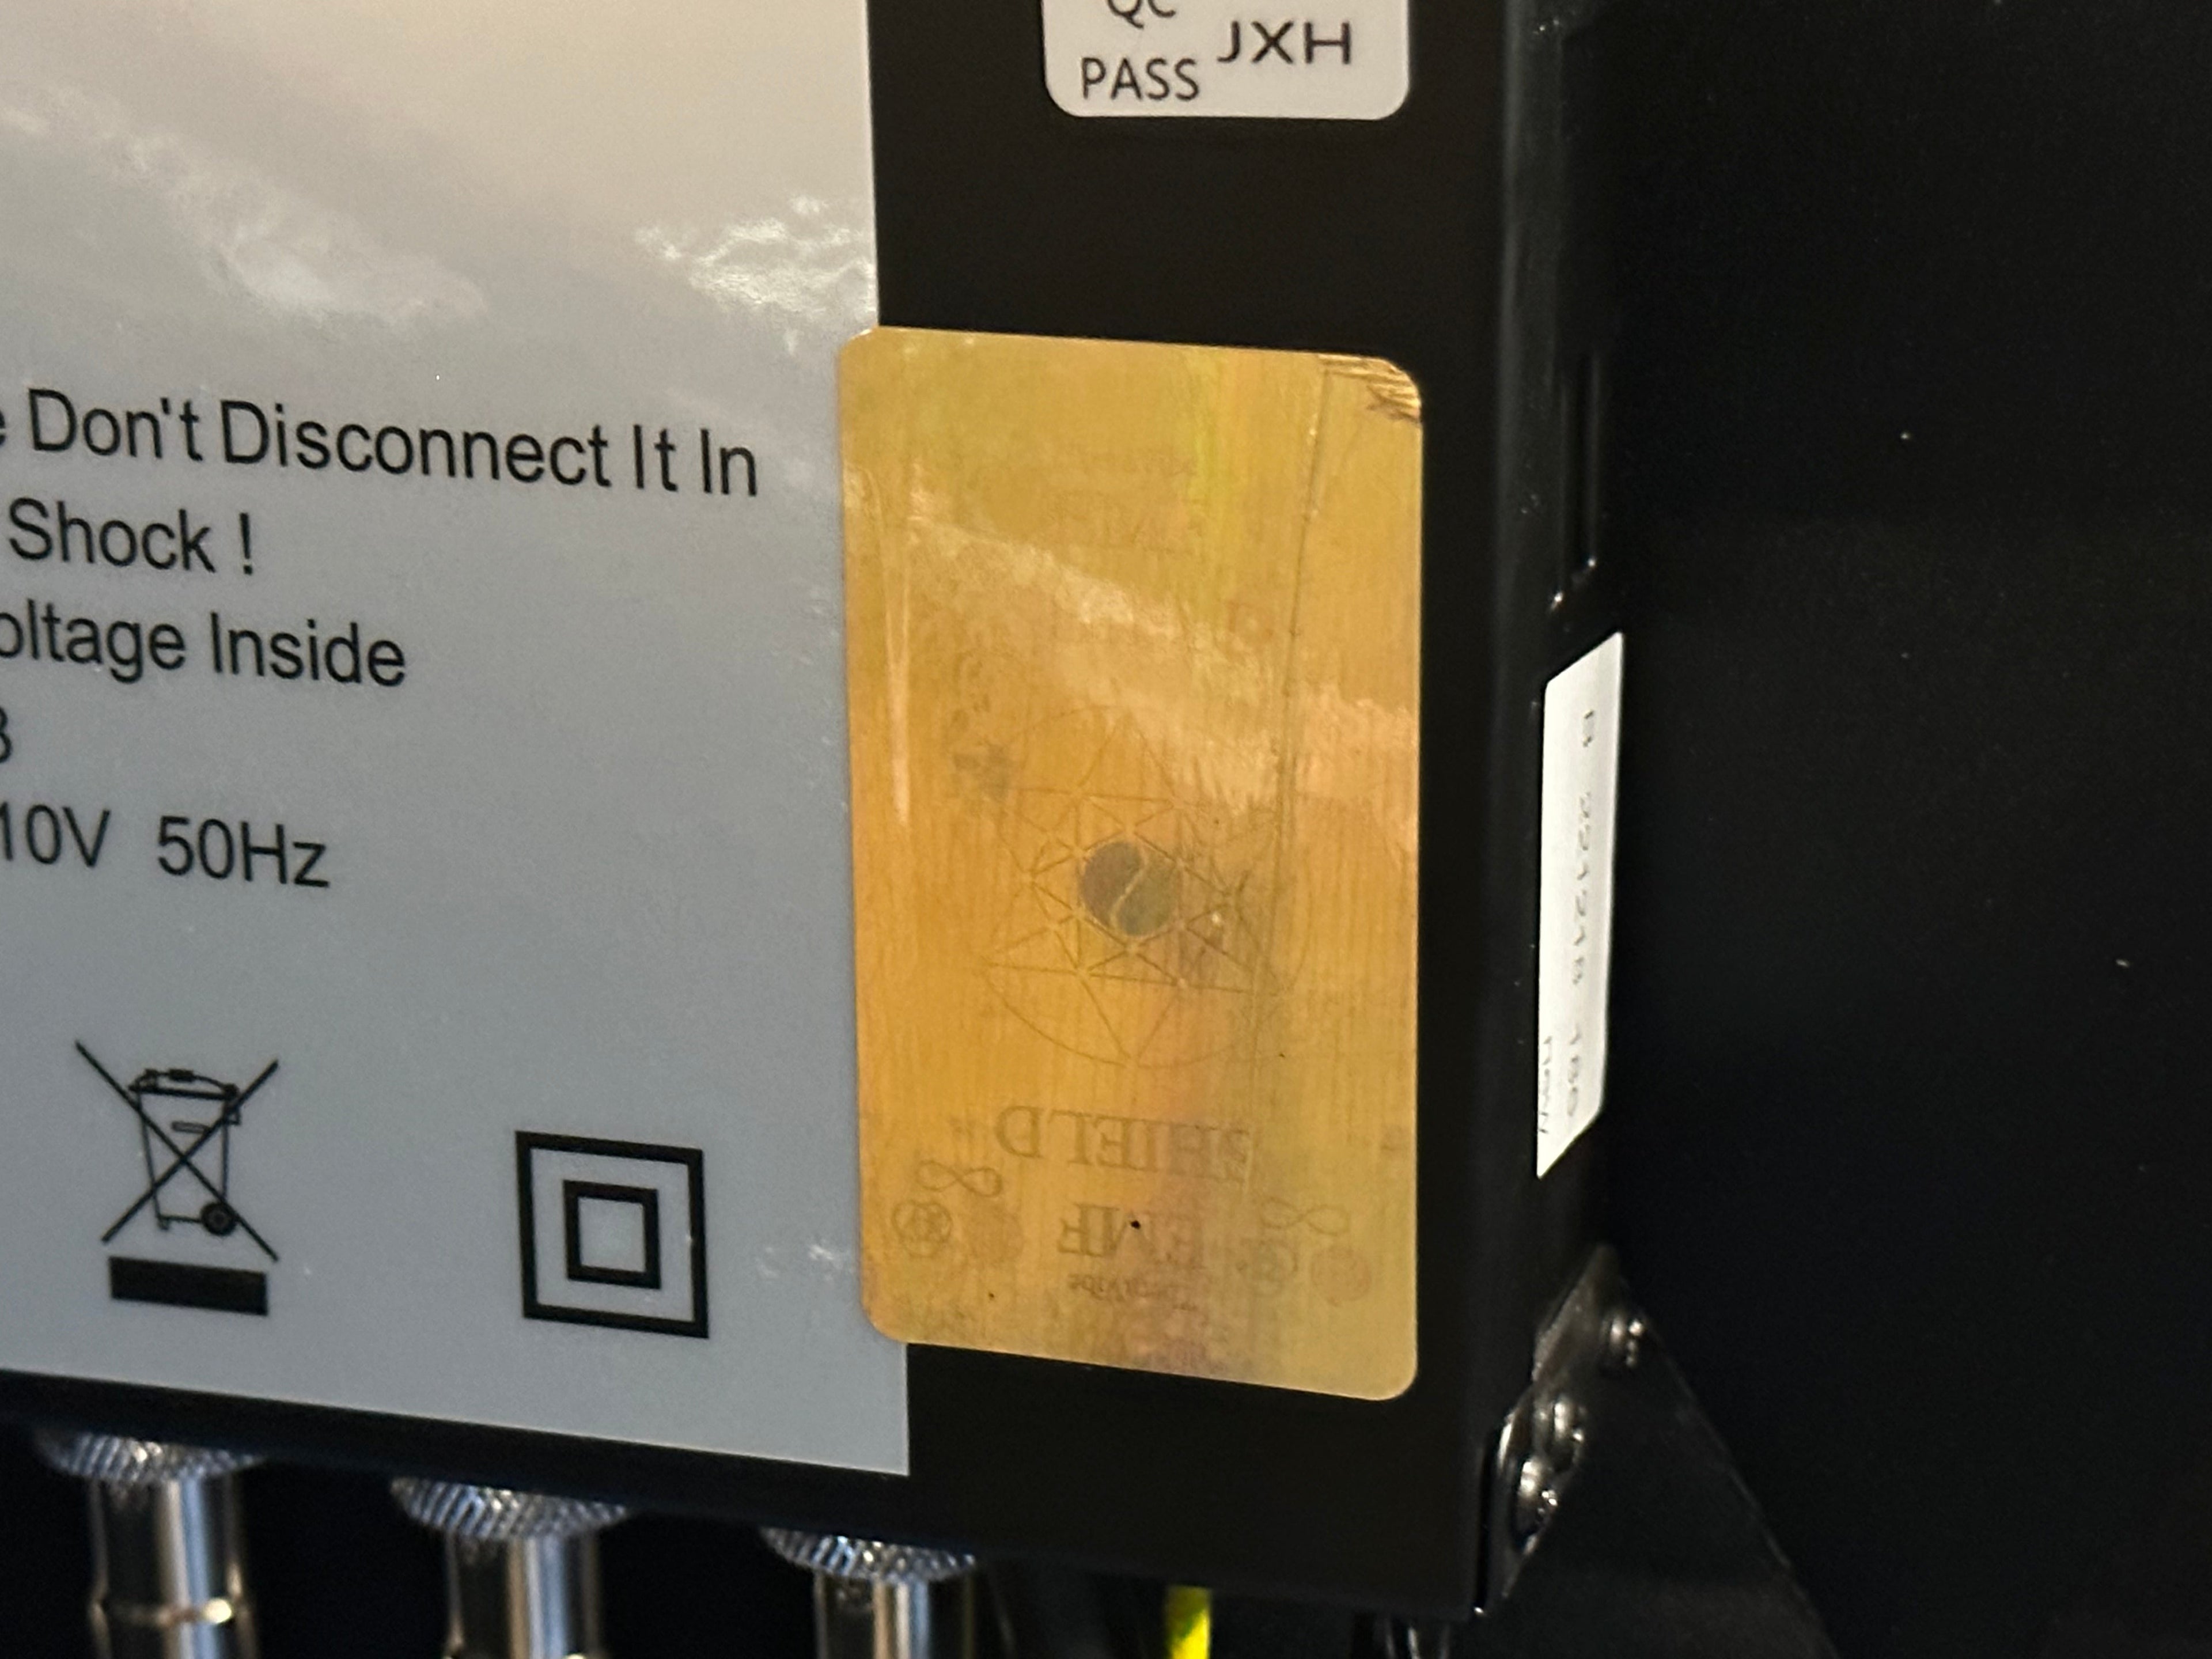 QC
PASS JXH
Don't Disconnect It In
Shock !
oltage Inside
10V 50Hz
SHIELD
EMF